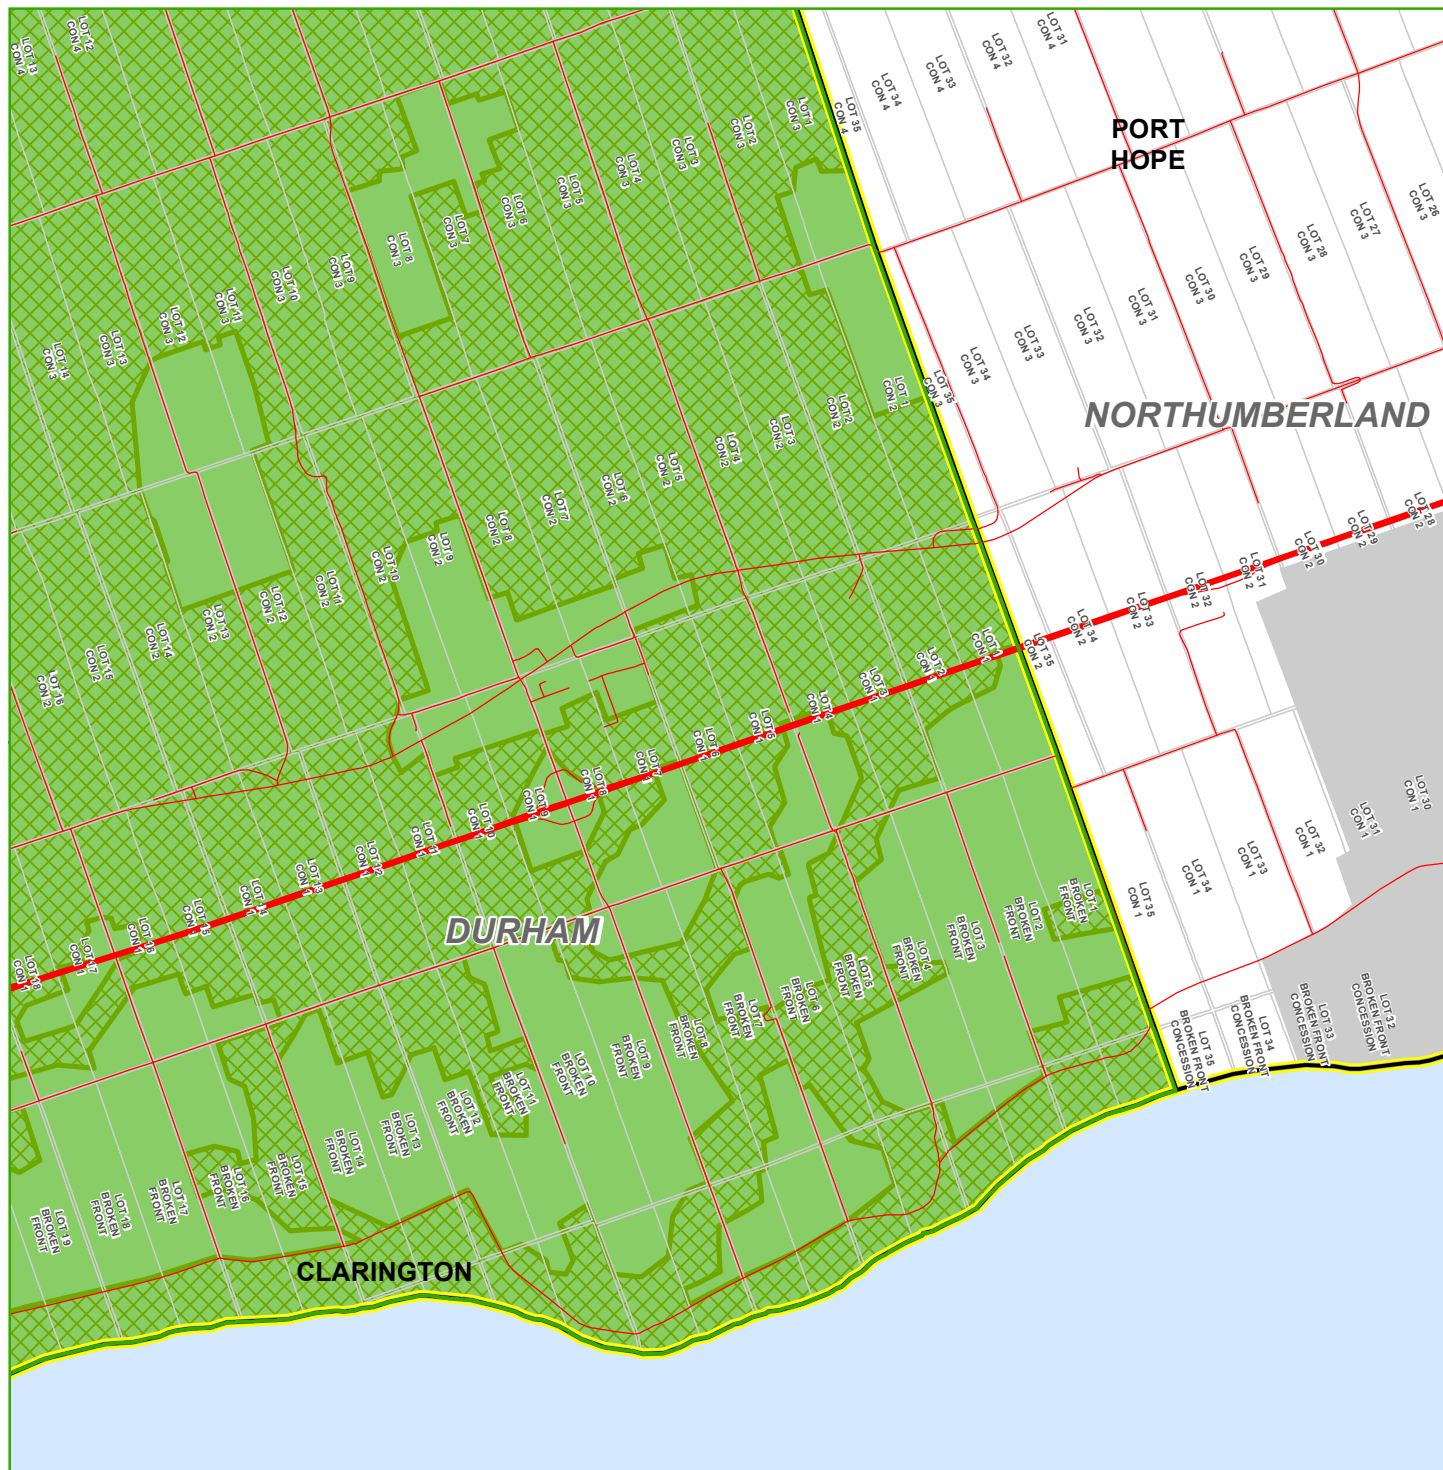 LOT 13
CON 4
LOT 12
CON 4
LOT 1
CON 3
LOT 2
CON 3
LOT 3
CON 3
LOT 4
CON 3
LOT 5
CON 3
LOT 6
CON 3
LOT 7
CON 3
LOT 8
CON 3
LOT 9
CON 3
LOT 10
CON 3
LOT 11
CON 3
LOT 12
CON 3
LOT 13
CON 3
LOT 14
CON 3
LOT 35
CON 4
LOT 34
CON 4
LOT 33
CON 4
LOT 32
CON 4
LOT 31
CON 4
PORT
HOPE
LOT 26
CON 3
LOT 27
CON 3
LOT 28
CON 3
LOT 29
CON 3
LOT 30
CON 3
LOT 31
CON 3
LOT 32
CON 3
LOT 33
CON 3
LOT 34
CON 3
LOT 35
CON 3
NORTHUMBERLAND
LOT 1
CON 2
LOT 2
CON 2
LOT 3
CON 2
LOT 4
CON 2
LOT 5
CON 2
LOT 6
CON 2
LOT 7
CON 2
LOT 8
CON 2
LOT 9
CON 2
LOT 10
CON 2
LOT 11
CON 2
LOT 12
CON 2
LOT 13
CON 2
LOT 14
CON 2
LOT 15
CON 2
LOT 16
CON 2
LOT 28
CON 2
LOT 29
CON 2
LOT 30
CON 2
LOT 31
CON 2
LOT 32
CON 2
LOT 33
CON 2
LOT 34
CON 2
LOT 35
CON 2
LOT 1
CON 1
LOT 2
CON 1
LOT 3
CON 1
LOT 4
CON 1
LOT 5
CON 1
LOT 6
CON 1
LOT 7
CON 1
LOT 8
CON 1
LOT 9
CON 1
LOT 10
CON 1
LOT 11
CON 1
LOT 12
CON 1
LOT 13
CON 1
LOT 14
CON 1
LOT 15
CON 1
LOT 16
CON 1
LOT 17
CON 1
LOT 18
CON 1
LOT 30
CON 1
LOT 31
CON 1
LOT 32
CON 1
LOT 33
CON 1
LOT 34
CON 1
LOT 35
CON 1
DURHAM
LOT 1
BROKEN
FRONT
LOT 2
BROKEN
FRONT
LOT 3
BROKEN
FRONT
LOT 4
BROKEN
FRONT
LOT 5
BROKEN
FRONT
LOT 6
BROKEN
FRONT
LOT 7
BROKEN
FRONT
LOT 8
BROKEN
FRONT
LOT 9
BROKEN
FRONT
LOT 10
BROKEN
FRONT
LOT 11
BROKEN
FRONT
LOT 12
BROKEN
FRONT
LOT 13
BROKEN
FRONT
LOT 14
BROKEN
FRONT
LOT 15
BROKEN
FRONT
LOT 16
BROKEN
FRONT
LOT 17
BROKEN
FRONT
LOT 18
BROKEN
FRONT
LOT 19
BROKEN
FRONT
LOT 35
BROKEN FRONT
CONCESSION
LOT 34
BROKEN FRONT
CONCESSION
LOT 33
BROKEN FRONT
CONCESSION
LOT 32
BROKEN FRONT
CONCESSION
CLARINGTON